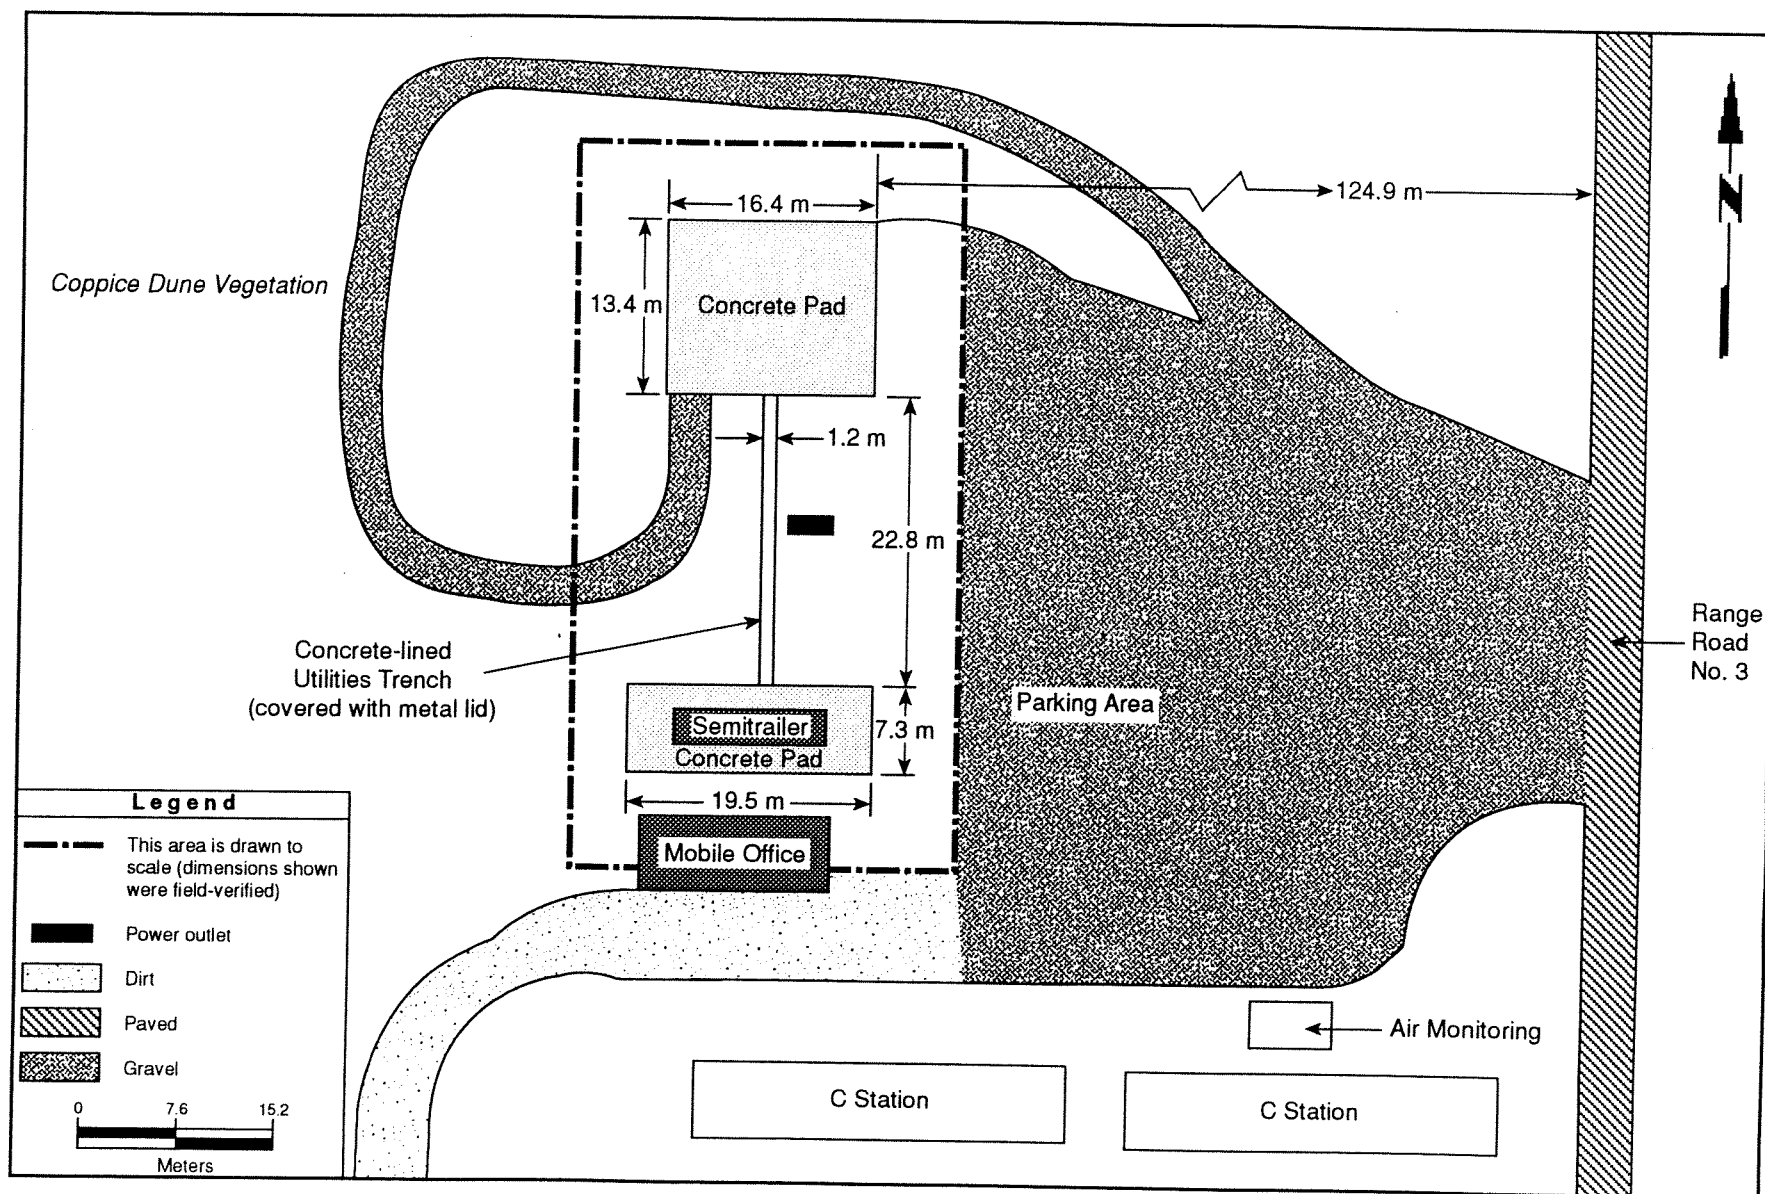 124.9 m
16.4 m
Coppice Dune Vegetation
13.4 m
Concrete Pad
1.2 m
22.8 m
Concrete-lined
Utilities Trench
(covered with metal lid)
Range
Road
No. 3
Parking Area
Semitrailer
7.3 m
Concrete Pad
19.5 m
Mobile Office
Legend
This area is drawn to
scale (dimensions shown
were field-verified)
Power outlet
Dirt
Paved
Gravel
0 7.6 15.2
Meters
Air Monitoring
C Station
C Station
N